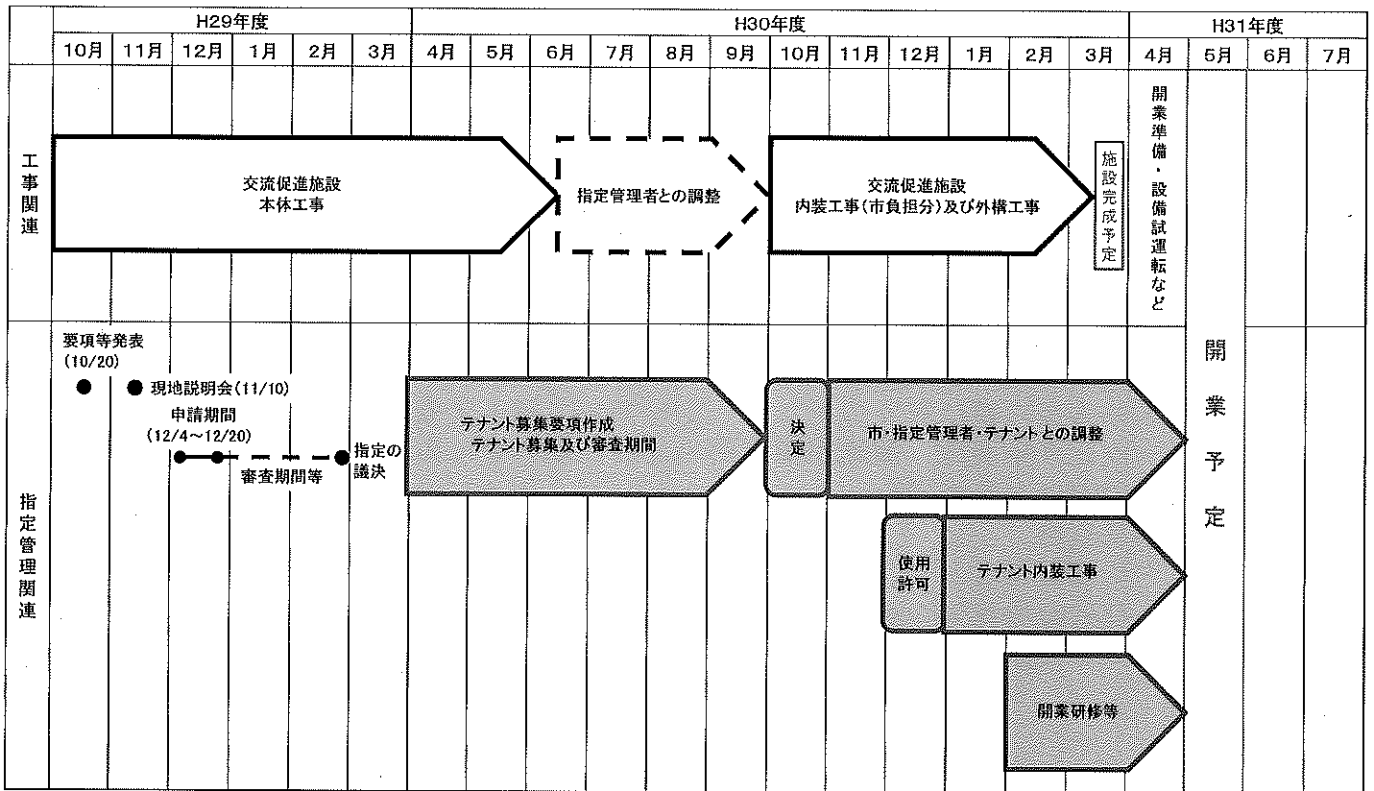 H29年度
H30年度
H31年度
10月
11月
12月
1月
2月
3月
4月
5月
6月
7月
8月
9月
10月
11月
12月
1月
2月
3月
4月
5月
6月
7月
工事関連
交流促進施設
本体工事
指定管理者との調整
交流促進施設
内装工事(市負担分)及び外構工事
施設完成予定
開業準備・設備試運転など
指定管理関連
要項等発表
(10/20)
現地説明会(11/10)
申請期間
(12/4~12/20)
審査期間等
指定の
議決
テナント募集要項作成
テナント募集及び審査期間
決定
市・指定管理者・テナントとの調整
使用
許可
テナント内装工事
開業研修等
開業予定